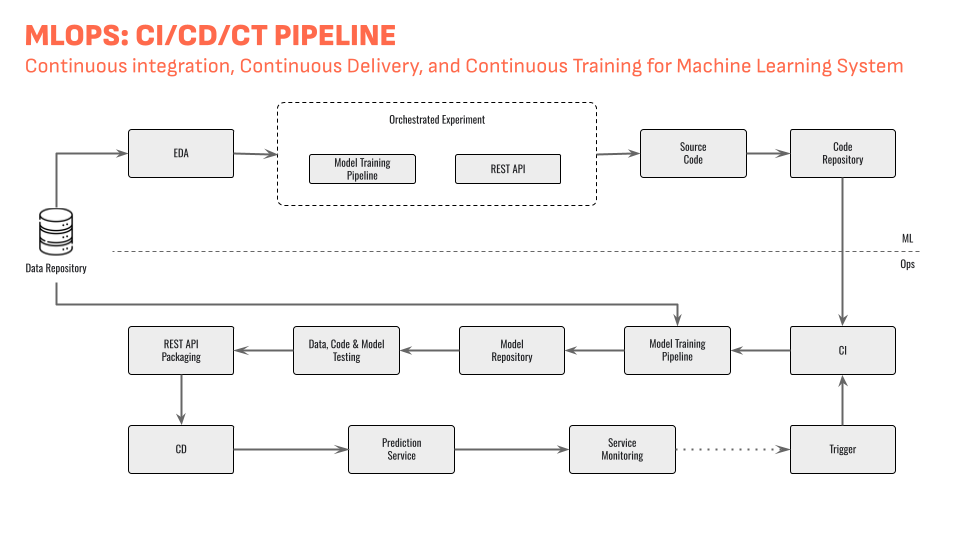 MLOPS: CI/CD/CT PIPELINE
Continuous integration, Continuous Delivery, and Continuous Training for Machine Learning System
Orchestrated Experiment
EDA
Model Training
Pipeline
REST API
Source
Code
Code
Repository
ML
Data Repository
Ops
REST API
Packaging
Data, Code & Model
Testing
Model
Repository
Model Training
Pipeline
CI
CD
Prediction
Service
Service
Monitoring
Trigger